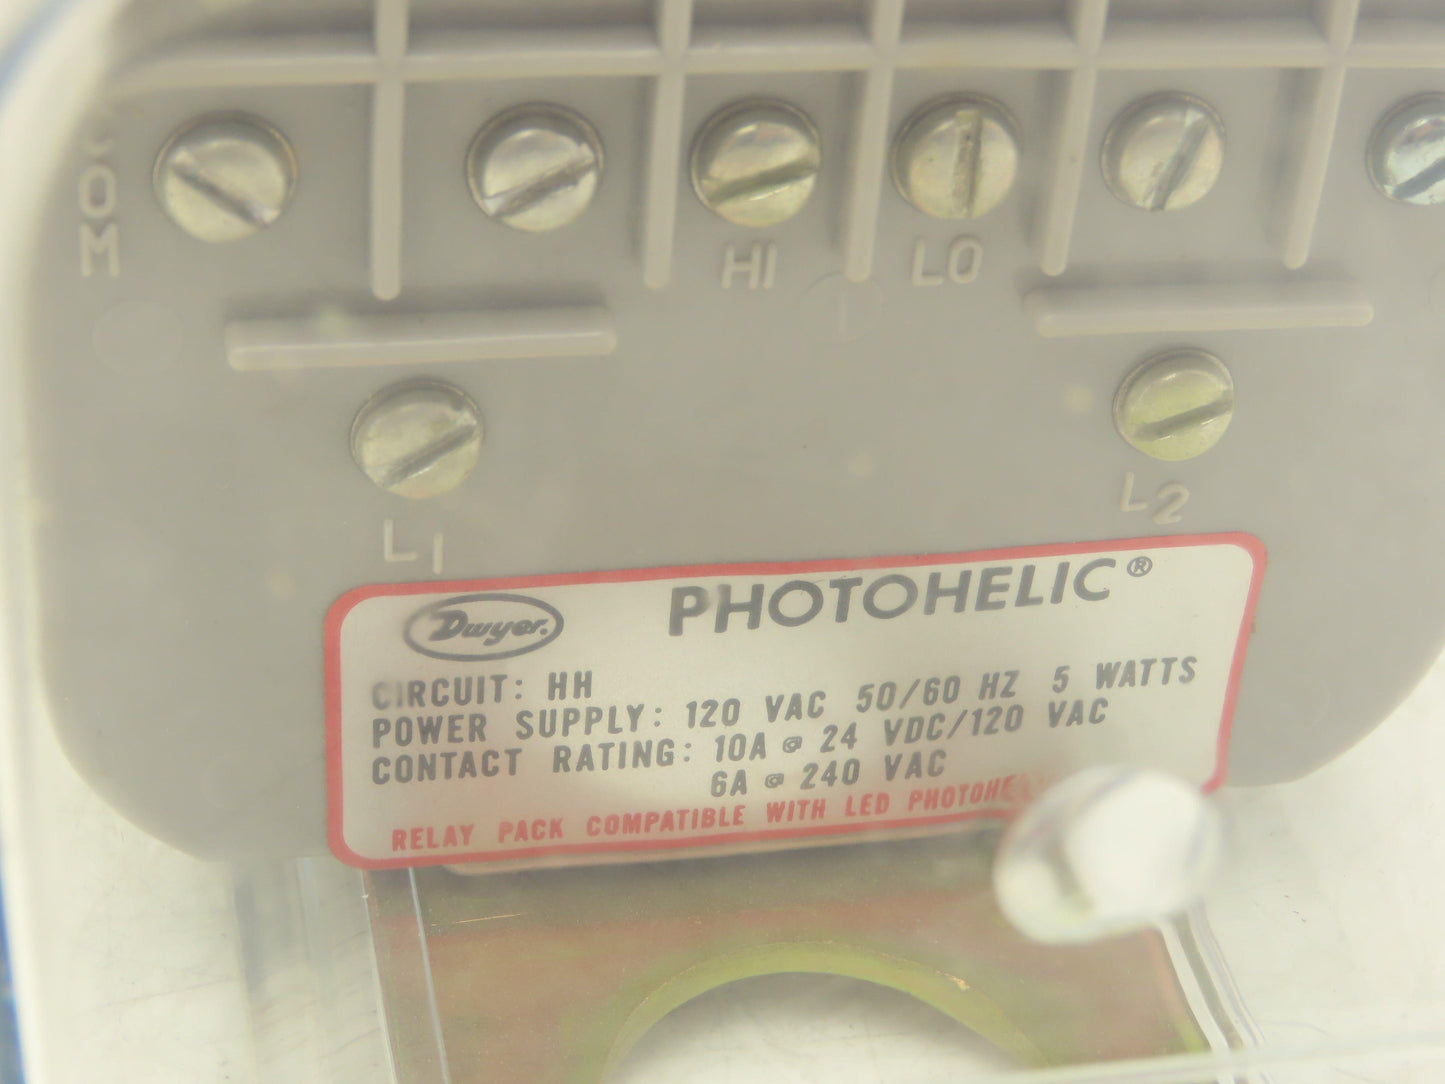 COM
HI
LO
L1
L2
Dwyer.
PHOTOHELIC®
CIRCUIT: HH
POWER SUPPLY: 120 VAC 50/60 HZ 5 WATTS
CONTACT RATING: 10A @ 24 VDC/120 VAC
6A @ 240 VAC
RELAY PACK COMPATIBLE WITH LED